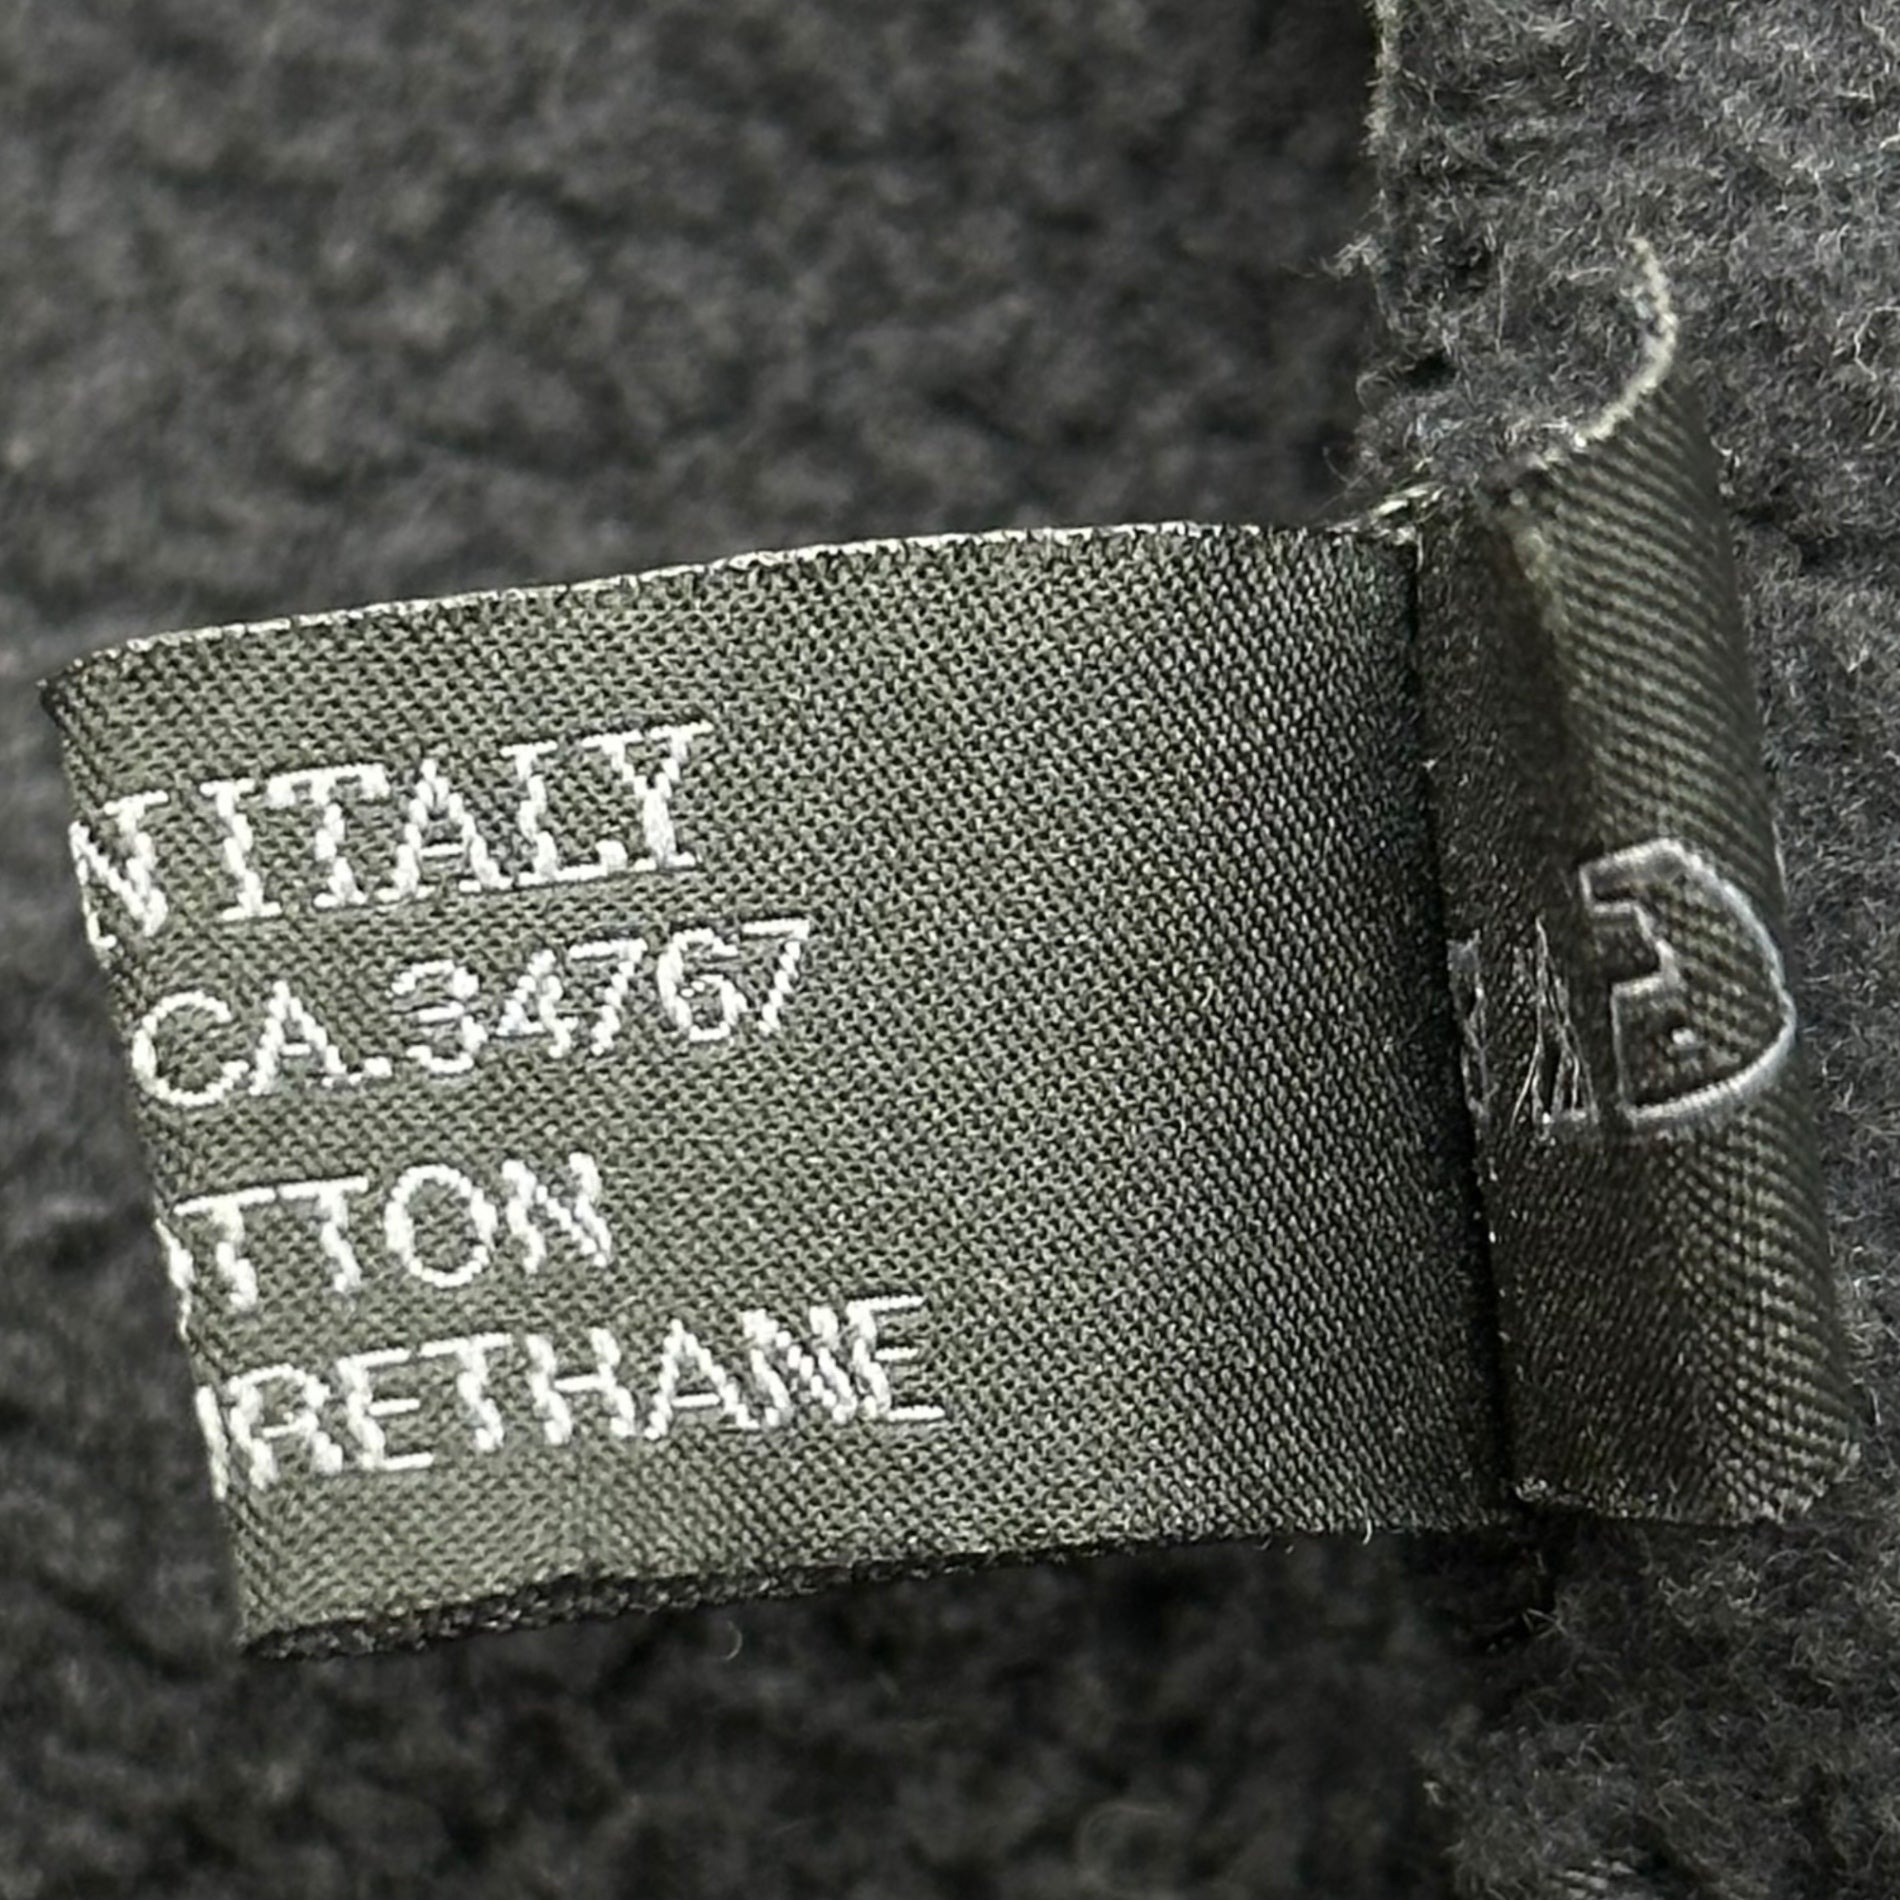 N ITALY
CA.34767
TTON
RETHANE